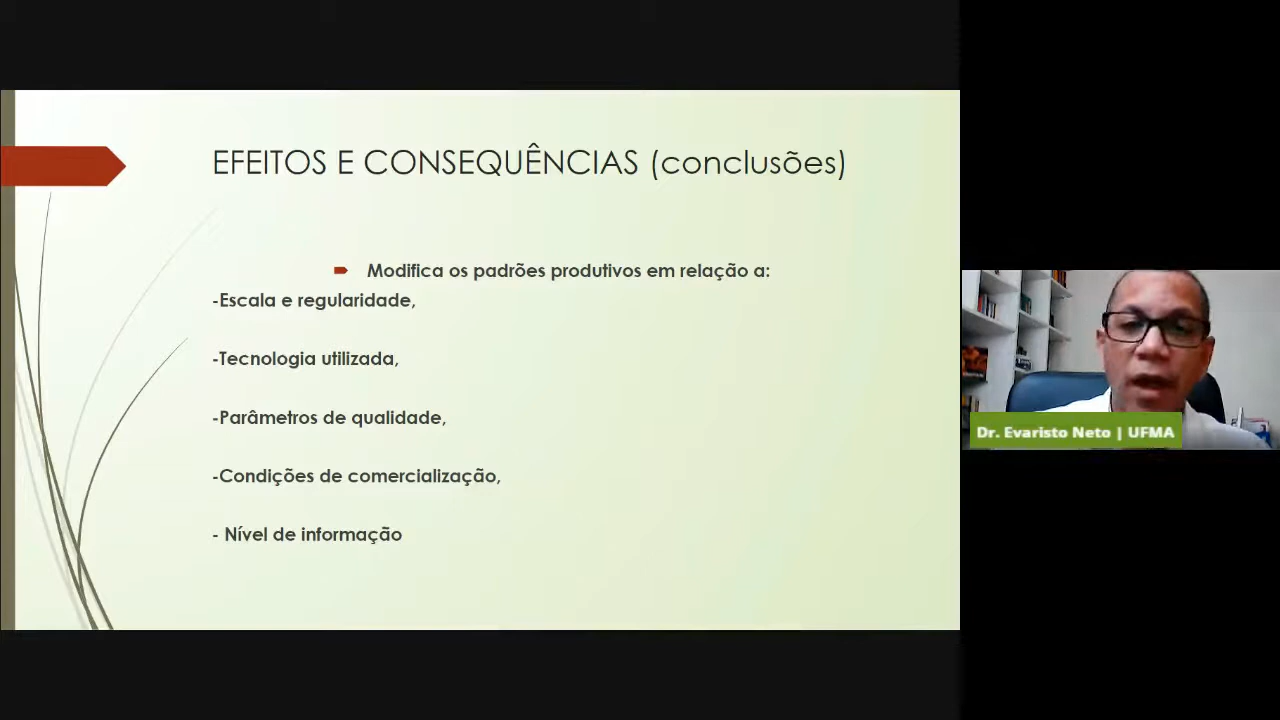 EFEITOS E CONSEQUÊNCIAS (conclusões)
Modifica os padrões produtivos em relação a:
-Escala e regularidade,
-Tecnologia utilizada,
-Parâmetros de qualidade,
-Condições de comercialização,
- Nível de informação
Dr. Evaristo Neto | UFMA